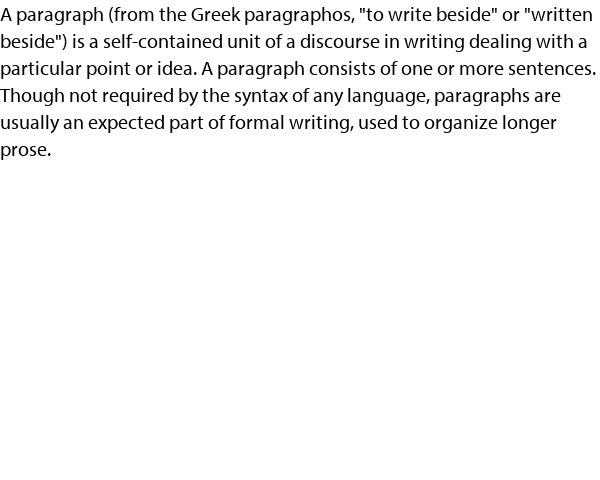 A paragraph (from the Greek paragraphos, "to write beside" or "written
beside") is a self-contained unit of a discourse in writing dealing with a
particular point or idea. A paragraph consists of one or more sentences.
Though not required by the syntax of any language, paragraphs are
usually an expected part of formal writing, used to organize longer
prose.